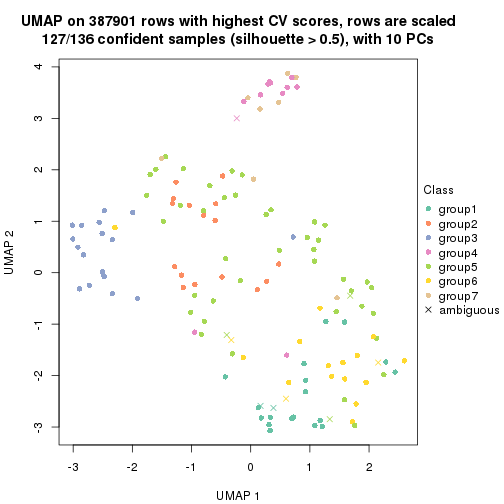 UMAP on 387901 rows with highest CV scores, rows are scaled
127/136 confident samples (silhouette > 0.5), with 10 PCs
4
3
2
1
0
-1
-2
-3
UMAP 2
-3
-2
-1
0
1
2
UMAP 1
Class
group1
group2
group3
group4
group5
group6
group7
ambiguous